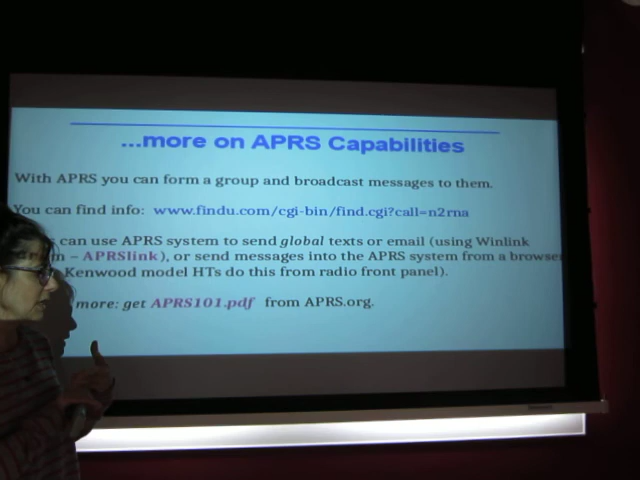 ...more on APRS Capabilities
With APRS you can form a group and broadcast messages to them.
You can find info: www.findu.com/cgi-bin/find.cgi?call=n2rna
can use APRS system to send global texts or email (using Winlink
– APRSlink), or send messages into the APRS system from a browser
Kenwood model HTs do this from radio front panel).
more: get APRS101.pdf from APRS.org.